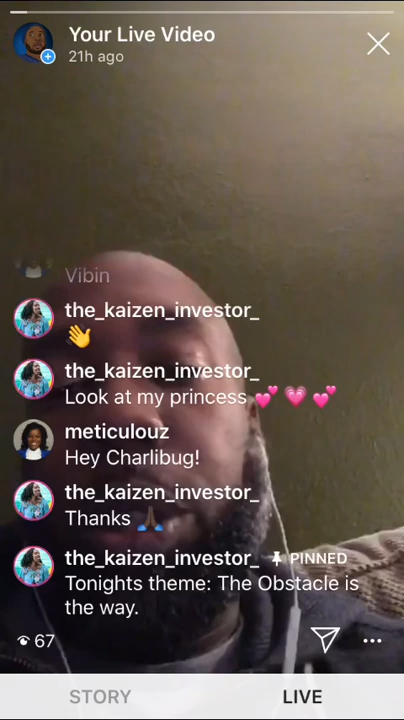 Your Live Video
21h ago
Vibin
the_kaizen_investor_
👋
the_kaizen_investor_
Look at my princess 💕 💗 💕
meticulouz
Hey Charlibug!
the_kaizen_investor_
Thanks 🙏🏾
the_kaizen_investor_ 📌 PINNED
Tonights theme: The Obstacle is
the way.
67
STORY LIVE